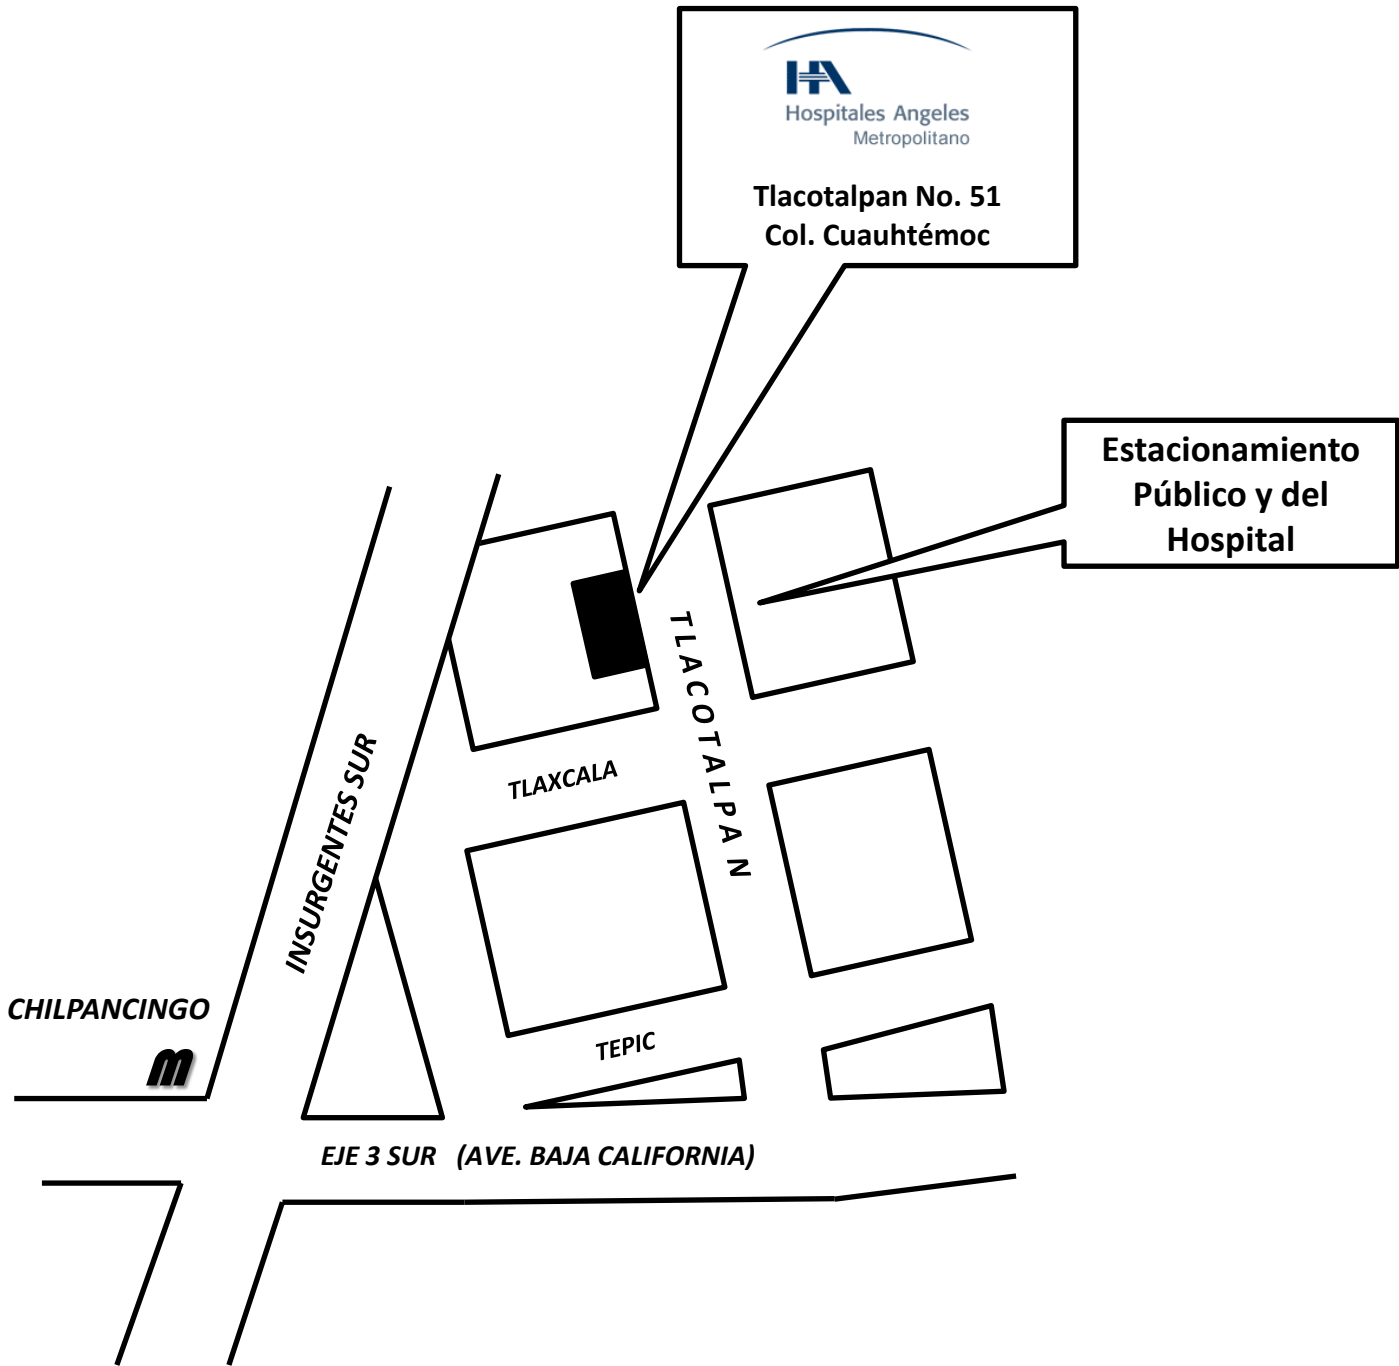 HA
Hospitales Angeles
Metropolitano
Tlacotalpan No. 51
Col. Cuauhtémoc
Estacionamiento
Público y del
Hospital
TLACOTALPAN
TLAXCALA
INSURGENTES SUR
CHILPANCINGO
m
TEPIC
EJE 3 SUR (AVE. BAJA CALIFORNIA)